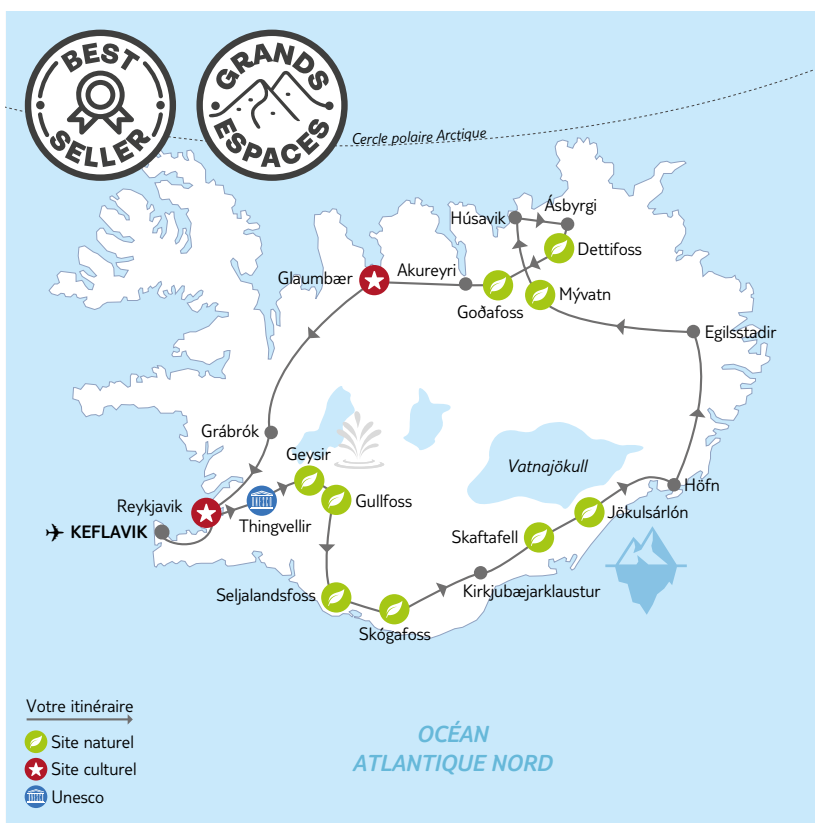 BEST
SELLER
GRANDS
ESPACES
Cercle polaire Arctique
Húsavik
Ásbyrgi
Dettifoss
Glaumbær
Akureyri
Goðafoss
Mývatn
Egilsstadir
Grábrók
Geysir
Vatnajökull
Höfn
Reykjavik
Gullfoss
Jökulsárlón
KEFLAVIK
Thingvellir
Skaftafell
Seljalandsfoss
Kirkjubæjarklaustur
Skógafoss
Votre itinéraire
Site naturel
Site culturel
Unesco
OCÉAN
ATLANTIQUE NORD